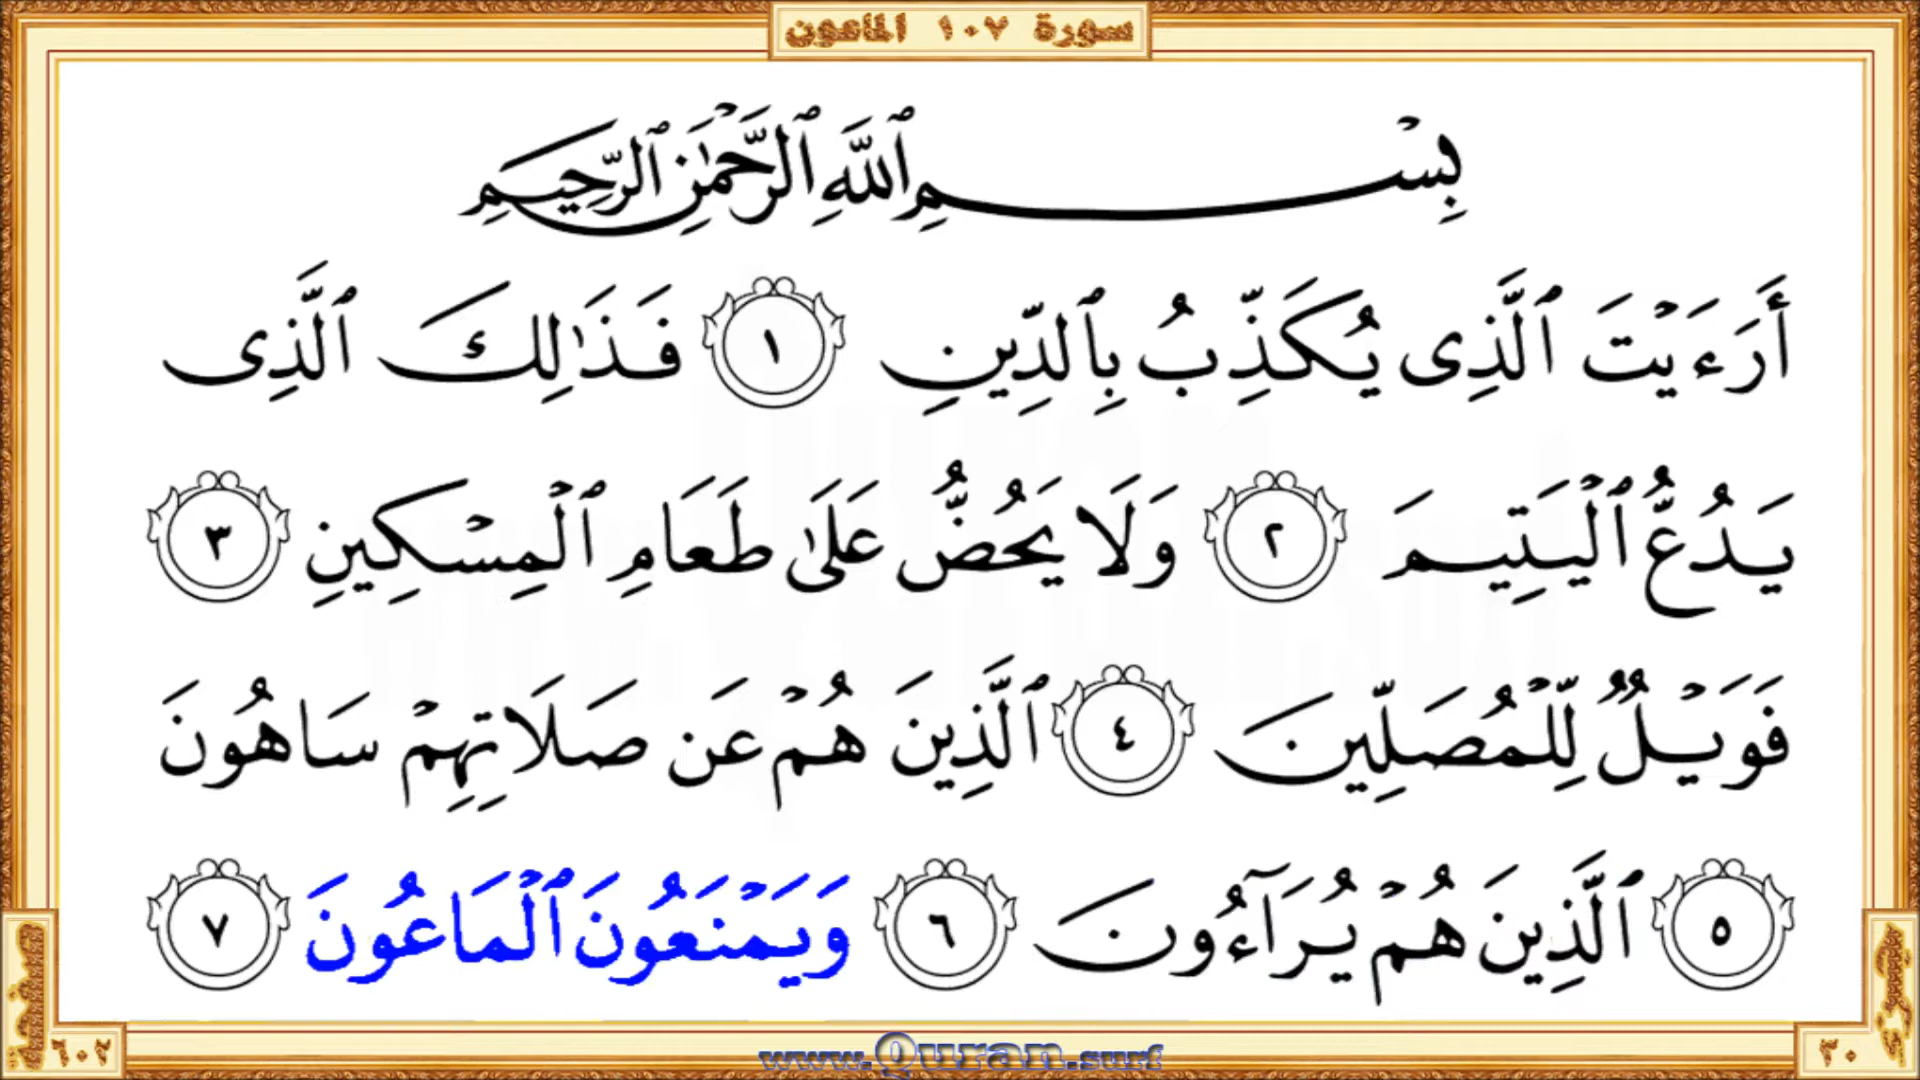 سورة ١٠٧ الماعون
بِسْمِ ٱللَّهِ ٱلرَّحْمَٰنِ ٱلرَّحِيمِ
أَرَءَيْتَ ٱلَّذِى يُكَذِّبُ بِٱلدِّينِ ١ فَذَٰلِكَ ٱلَّذِى
يَدُعُّ ٱلْيَتِيمَ ٢ وَلَا يَحُضُّ عَلَىٰ طَعَامِ ٱلْمِسْكِينِ ٣
فَوَيْلٌ لِّلْمُصَلِّينَ ٤ ٱلَّذِينَ هُمْ عَن صَلَاتِهِمْ سَاهُونَ
٥ ٱلَّذِينَ هُمْ يُرَآءُونَ ٦ وَيَمْنَعُونَ ٱلْمَاعُونَ ٧
صفحة ٦٠٢
www.Quran.surf
٣٠